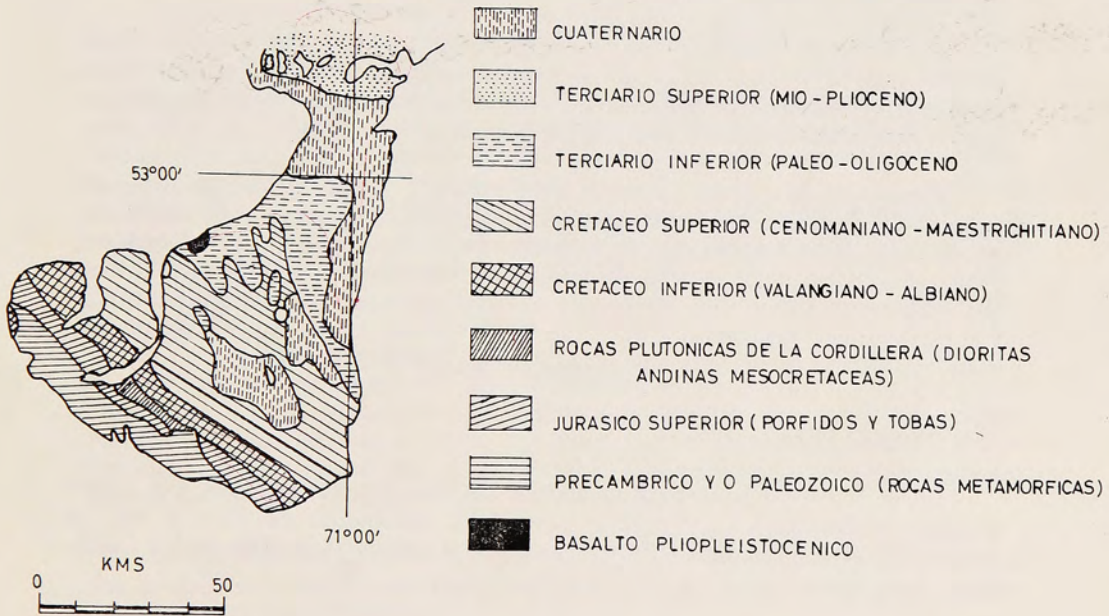 CUATERNARIO
TERCIARIO SUPERIOR (MIO-PLIOCENO)
TERCIARIO INFERIOR (PALEO-OLIGOCENO
CRETACEO SUPERIOR (CENOMANIANO-MAESTRICHITIANO)
CRETACEO INFERIOR (VALANGIANO-ALBIANO)
ROCAS PLUTONICAS DE LA CORDILLERA (DIORITAS
ANDINAS MESOCRETACEAS)
JURASICO SUPERIOR (PORFIDOS Y TOBAS)
PRECAMBRICO Y O PALEOZOICO (ROCAS METAMORFICAS)
BASALTO PLIOPLEISTOCENICO
53°00'
71°00'
KMS
0 50